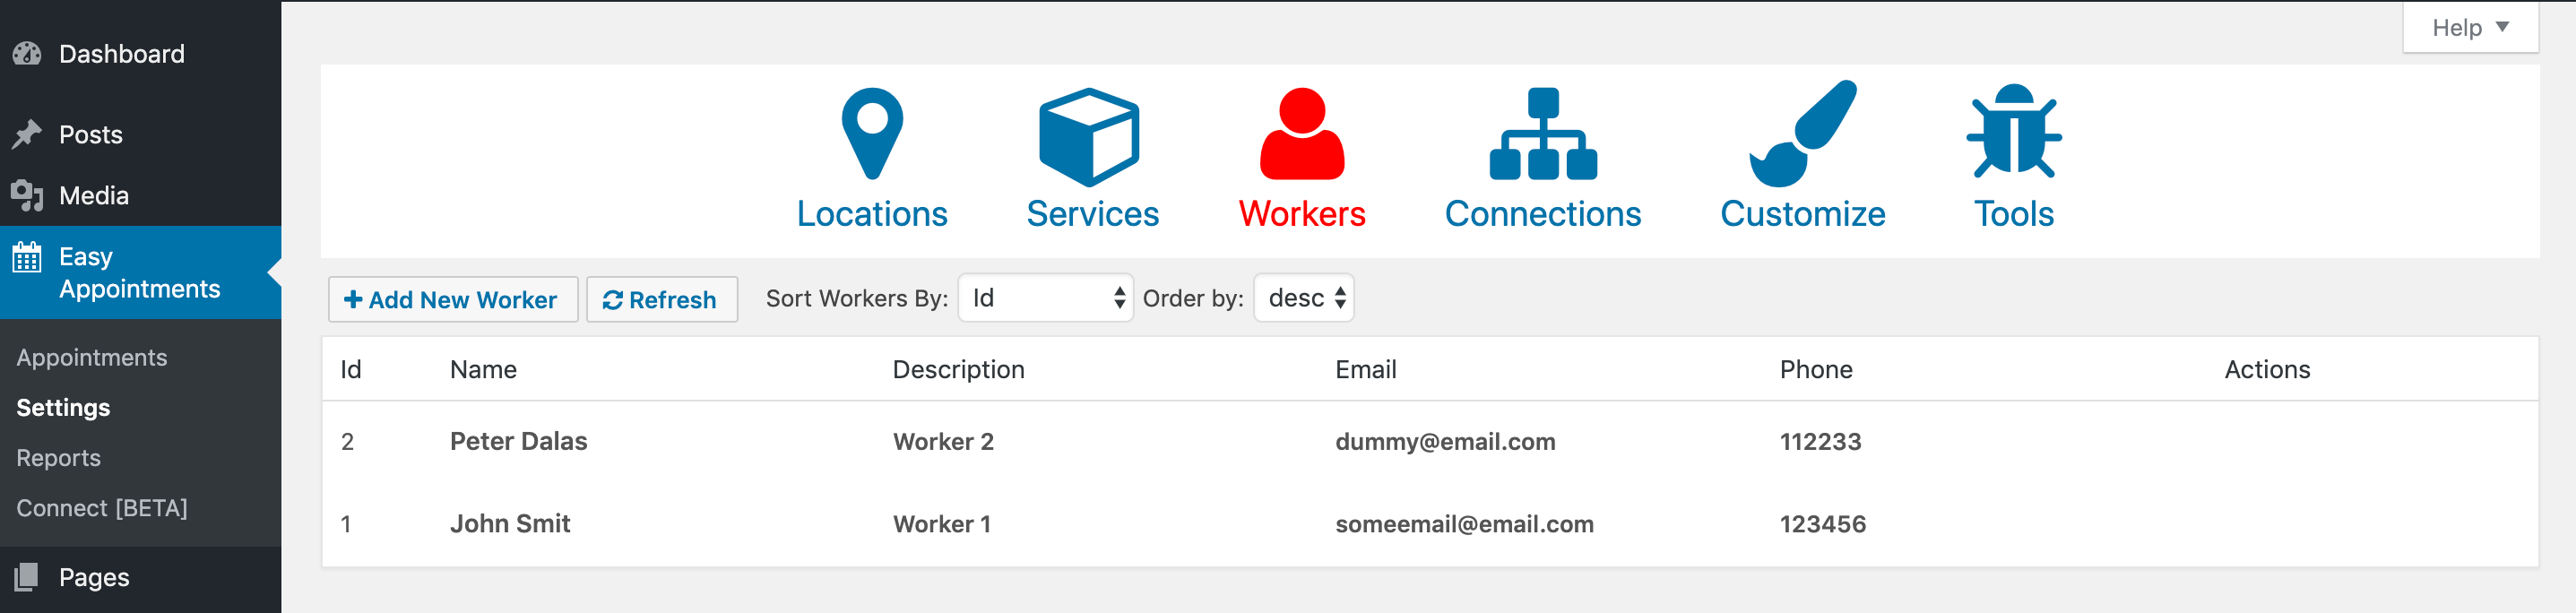 Dashboard
Posts
Media
Easy
Appointments
Appointments
Settings
Reports
Connect [BETA]
Pages
Help
Locations Services Workers Connections Customize Tools
Add New Worker Refresh Sort Workers By: Id Order by: desc
Id Name Description Email Phone Actions
2 Peter Dalas Worker 2 dummy@email.com 112233
1 John Smit Worker 1 someemail@email.com 123456